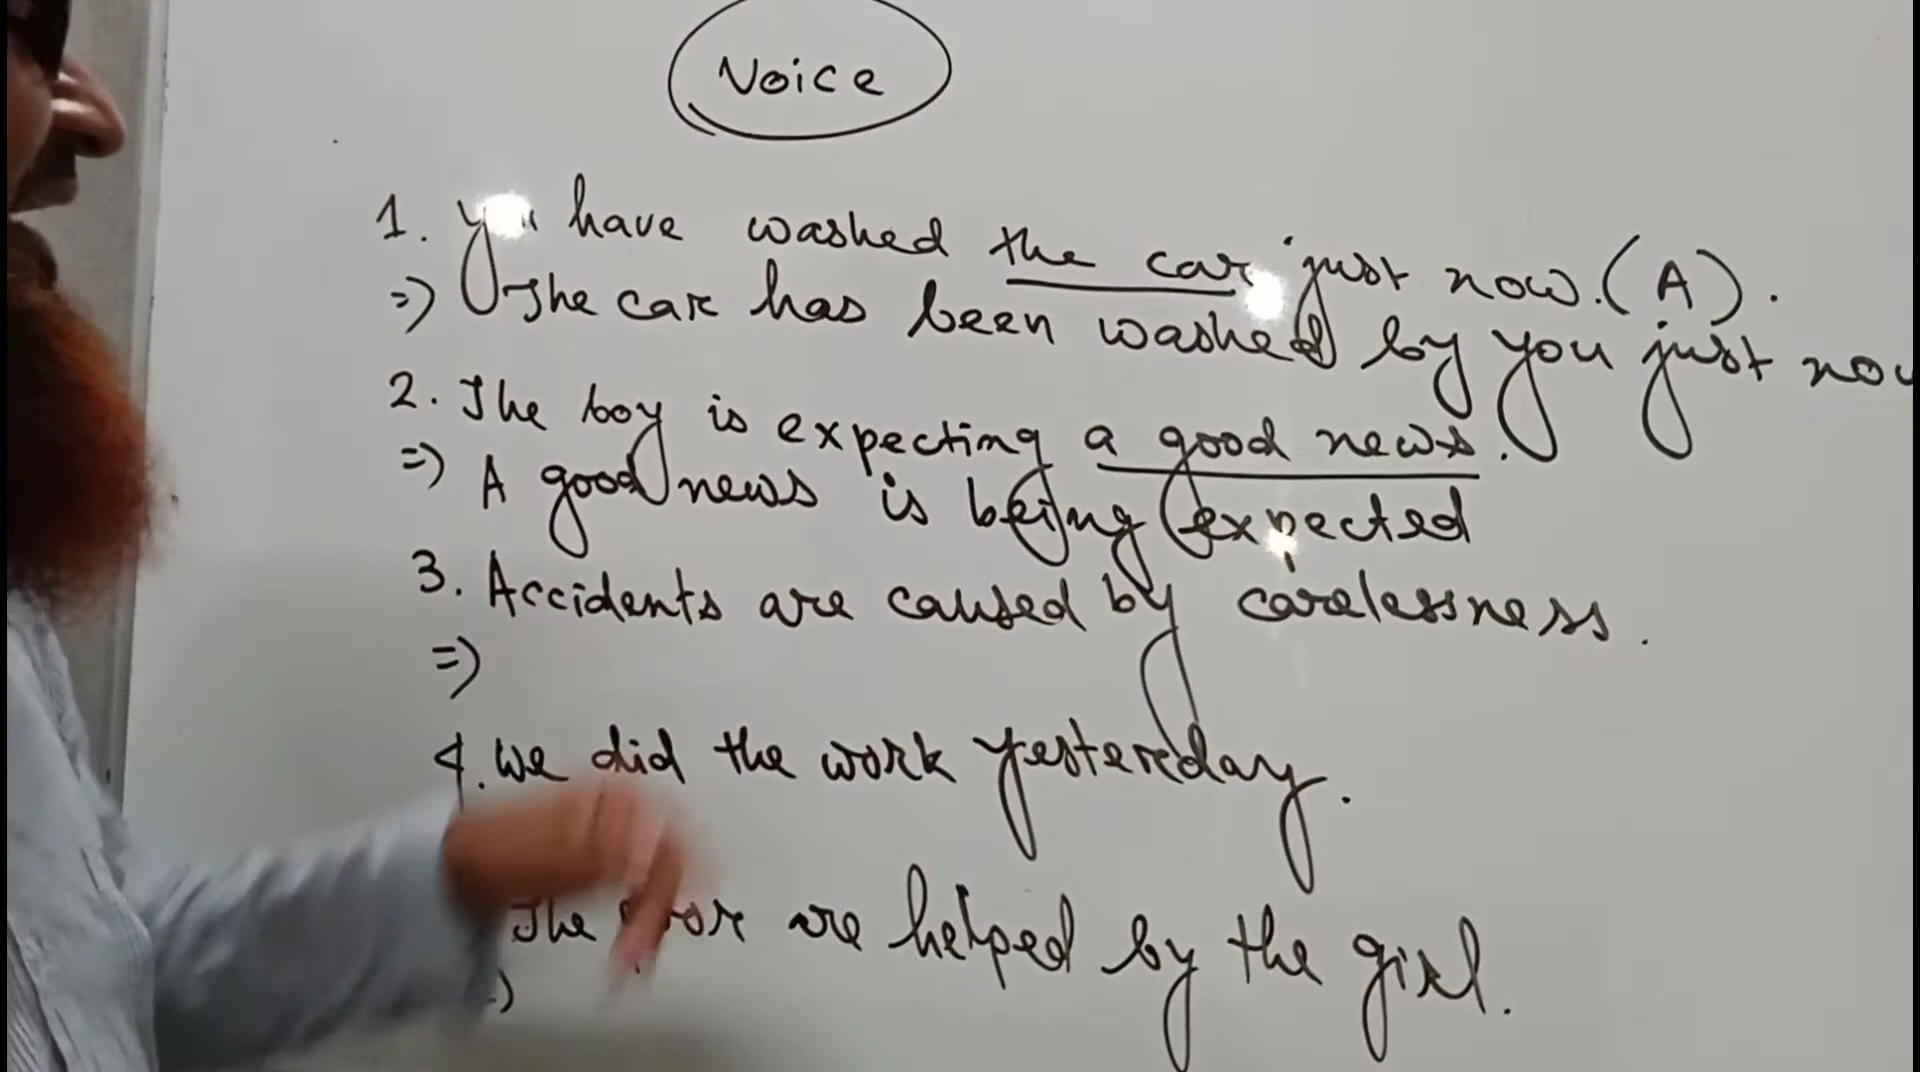 Voice
1. You have washed the car just now. (A).
=> The car has been washed by you just now
2. The boy is expecting a good news.
=> A good news is being expected
3. Accidents are caused by carelessness.
=>
4. We did the work yesterday.
The are helped by the girl.